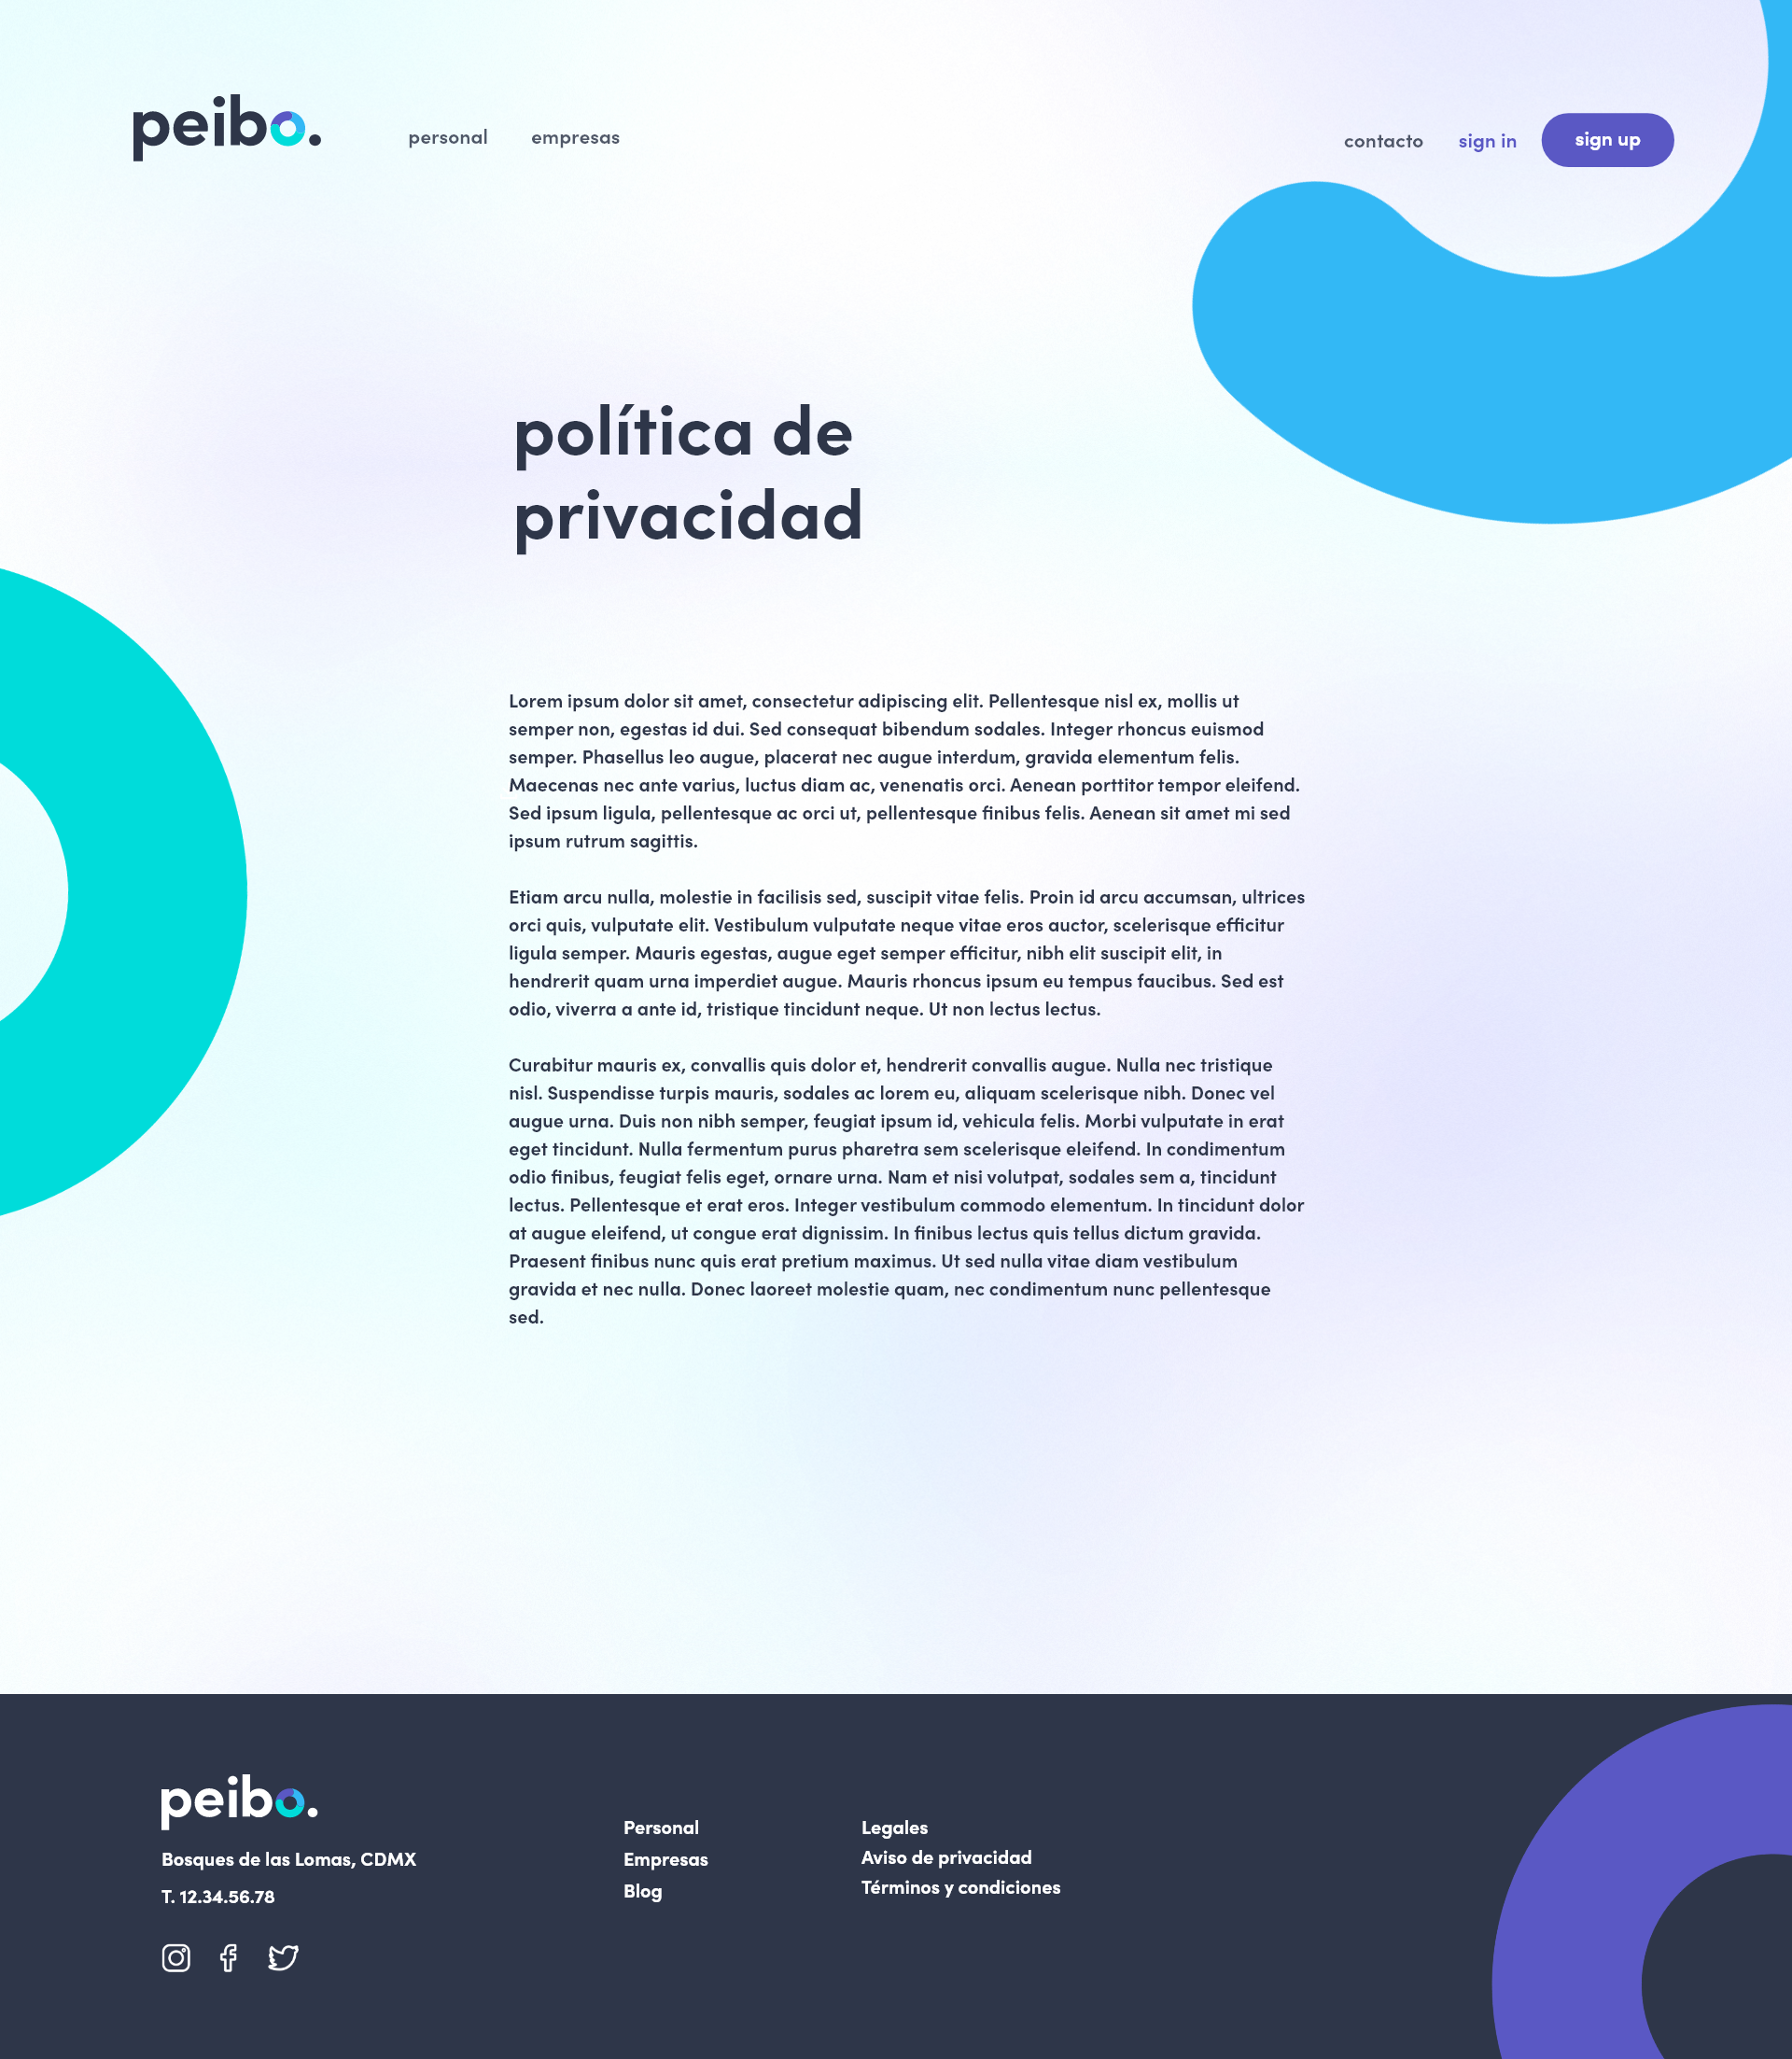 peibo.
personal empresas contacto sign in sign up
política de
privacidad
Lorem ipsum dolor sit amet, consectetur adipiscing elit. Pellentesque nisl ex, mollis ut
semper non, egestas id dui. Sed consequat bibendum sodales. Integer rhoncus euismod
semper. Phasellus leo augue, placerat nec augue interdum, gravida elementum felis.
Maecenas nec ante varius, luctus diam ac, venenatis orci. Aenean porttitor tempor eleifend.
Sed ipsum ligula, pellentesque ac orci ut, pellentesque finibus felis. Aenean sit amet mi sed
ipsum rutrum sagittis.
Etiam arcu nulla, molestie in facilisis sed, suscipit vitae felis. Proin id arcu accumsan, ultrices
orci quis, vulputate elit. Vestibulum vulputate neque vitae eros auctor, scelerisque efficitur
ligula semper. Mauris egestas, augue eget semper efficitur, nibh elit suscipit elit, in
hendrerit quam urna imperdiet augue. Mauris rhoncus ipsum eu tempus faucibus. Sed est
odio, viverra a ante id, tristique tincidunt neque. Ut non lectus lectus.
Curabitur mauris ex, convallis quis dolor et, hendrerit convallis augue. Nulla nec tristique
nisl. Suspendisse turpis mauris, sodales ac lorem eu, aliquam scelerisque nibh. Donec vel
augue urna. Duis non nibh semper, feugiat ipsum id, vehicula felis. Morbi vulputate in erat
eget tincidunt. Nulla fermentum purus pharetra sem scelerisque eleifend. In condimentum
odio finibus, feugiat felis eget, ornare urna. Nam et nisi volutpat, sodales sem a, tincidunt
lectus. Pellentesque et erat eros. Integer vestibulum commodo elementum. In tincidunt dolor
at augue eleifend, ut congue erat dignissim. In finibus lectus quis tellus dictum gravida.
Praesent finibus nunc quis erat pretium maximus. Ut sed nulla vitae diam vestibulum
gravida et nec nulla. Donec laoreet molestie quam, nec condimentum nunc pellentesque
sed.
peibo.
Bosques de las Lomas, CDMX
T. 12.34.56.78
Personal
Empresas
Blog
Legales
Aviso de privacidad
Términos y condiciones